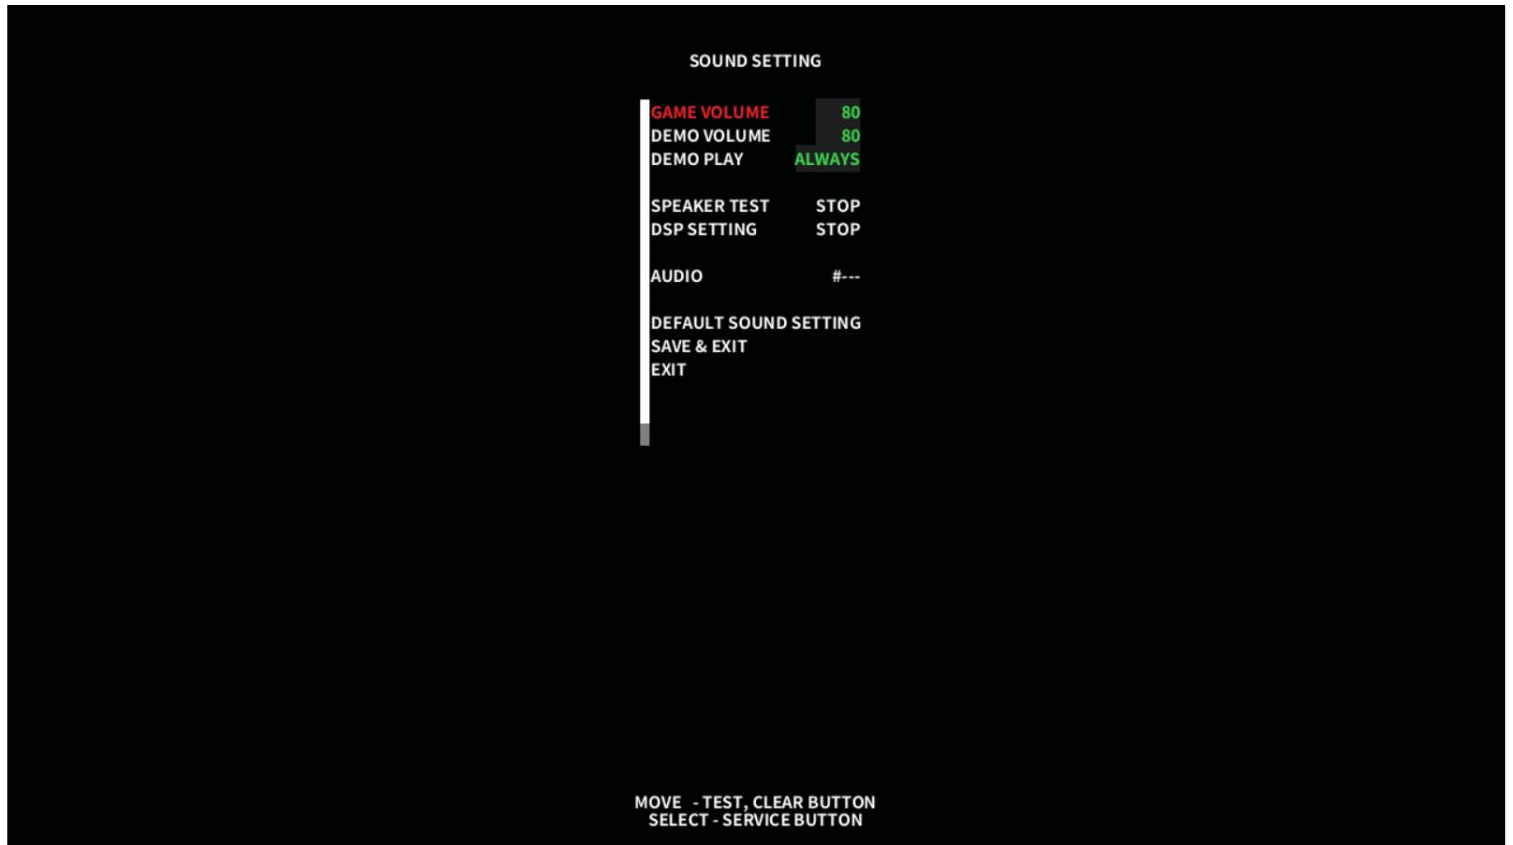 SOUND SETTING
GAME VOLUME 80
DEMO VOLUME 80
DEMO PLAY ALWAYS
SPEAKER TEST STOP
DSP SETTING STOP
AUDIO #---
DEFAULT SOUND SETTING
SAVE & EXIT
EXIT
MOVE - TEST, CLEAR BUTTON
SELECT - SERVICE BUTTON